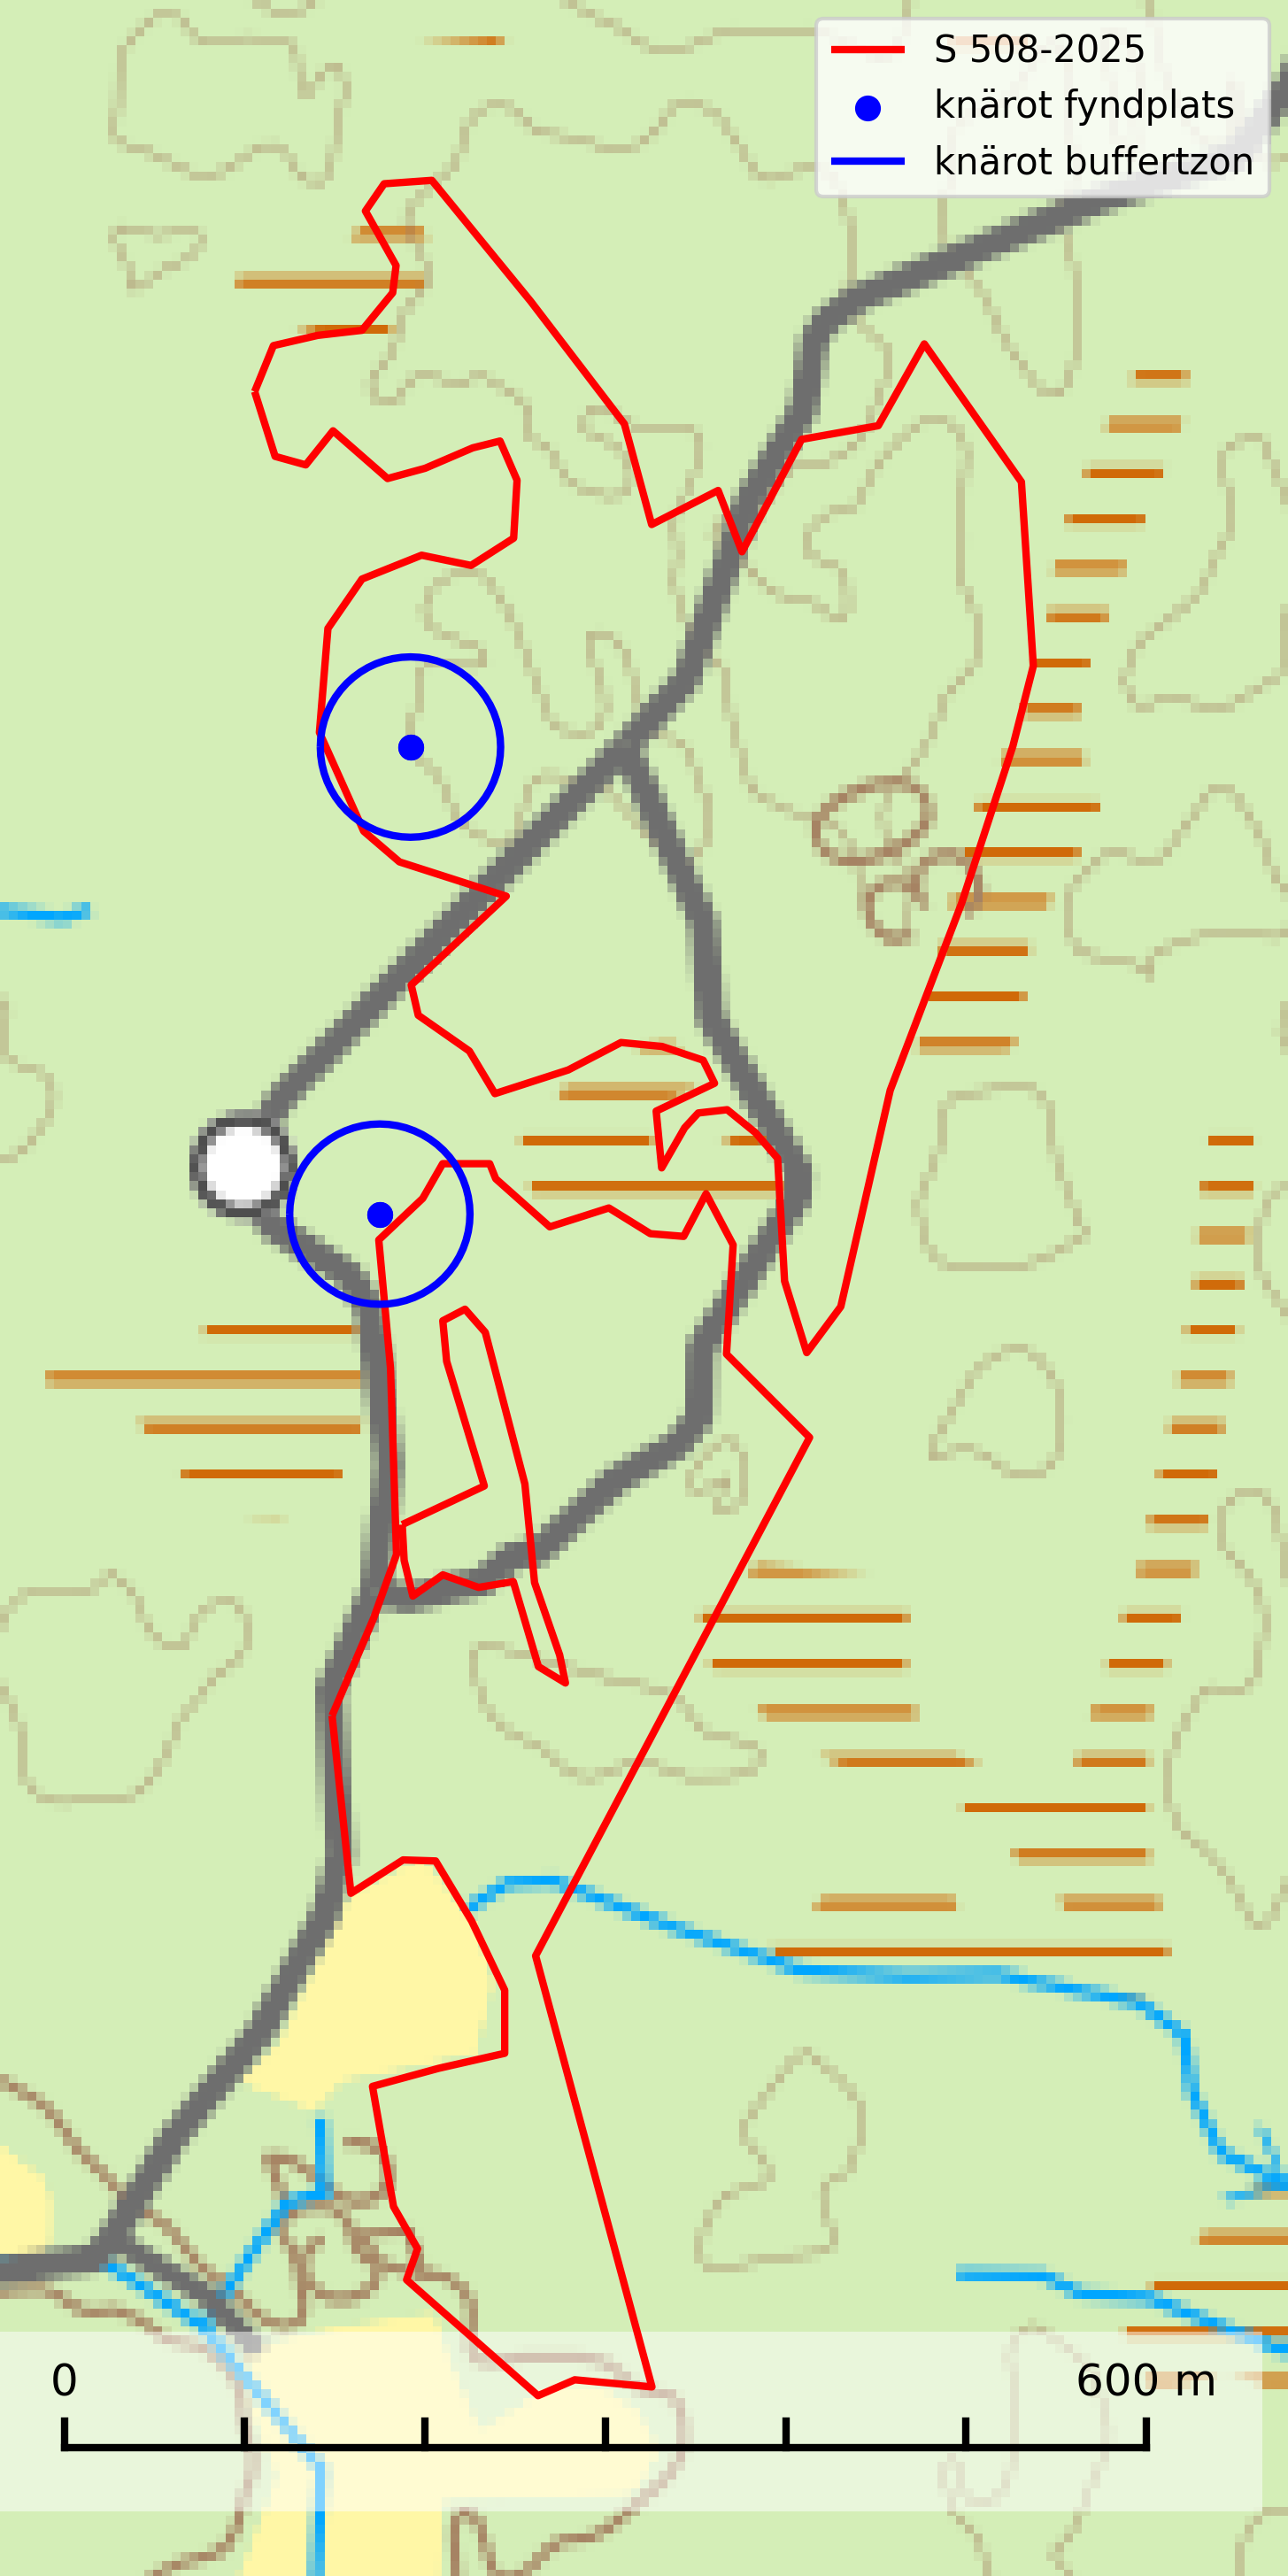 S 508-2025
knärot fyndplats
knärot buffertzon
0
600 m